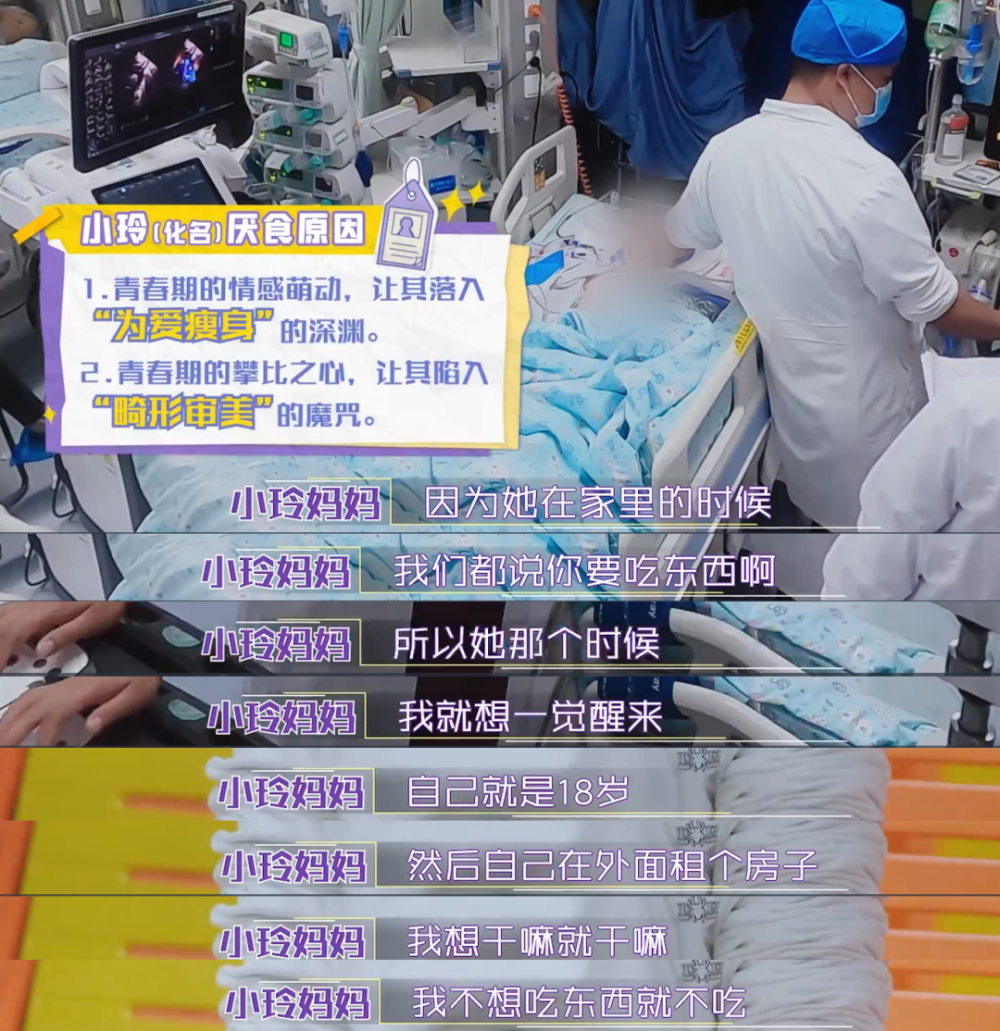 小玲(化名)厌食原因
1.青春期的情感萌动，让其落入
“为爱瘦身”的深渊。
2.青春期的攀比之心，让其陷入
“畸形审美”的魔咒。
小玲妈妈 因为她在家里的时候
小玲妈妈 我们都说你要吃东西啊
小玲妈妈 所以她那个时候
小玲妈妈 我就想一觉醒来
小玲妈妈 自己就是18岁
小玲妈妈 然后自己在外面租个房子
小玲妈妈 我想干嘛就干嘛
小玲妈妈 我不想吃东西就不吃